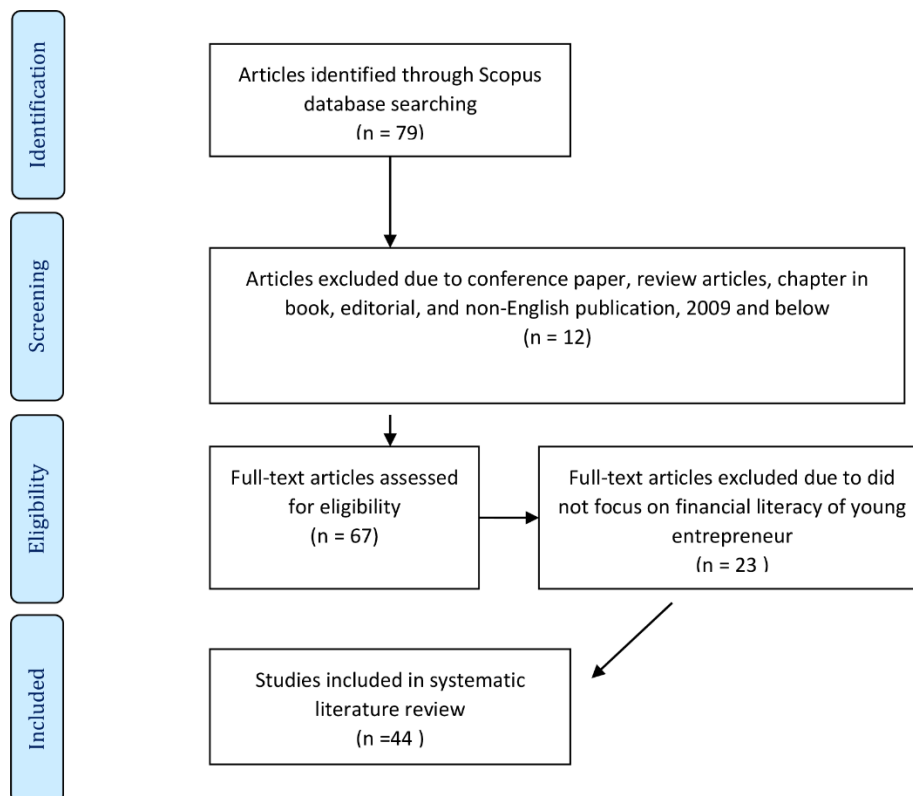 Identification
Articles identified through Scopus
database searching
(n = 79)
Screening
Articles excluded due to conference paper, review articles, chapter in
book, editorial, and non-English publication, 2009 and below
(n = 12)
Eligibility
Full-text articles assessed
for eligibility
(n = 67)
Full-text articles excluded due to did
not focus on financial literacy of young
entrepreneur
(n = 23 )
Included
Studies included in systematic
literature review
(n =44 )